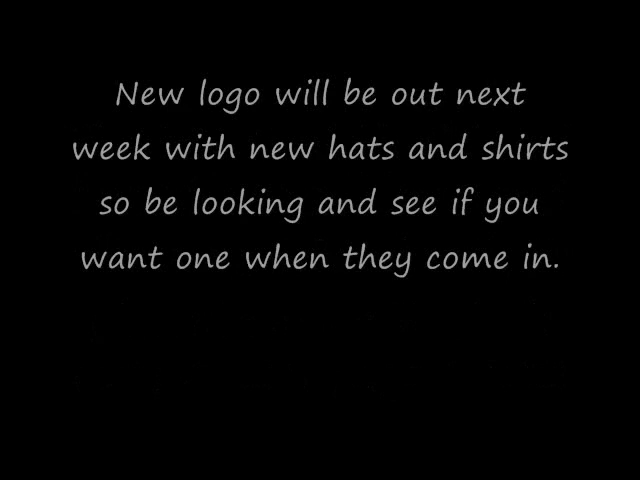 New logo will be out next
week with new hats and shirts
so be looking and see if you
want one when they come in.